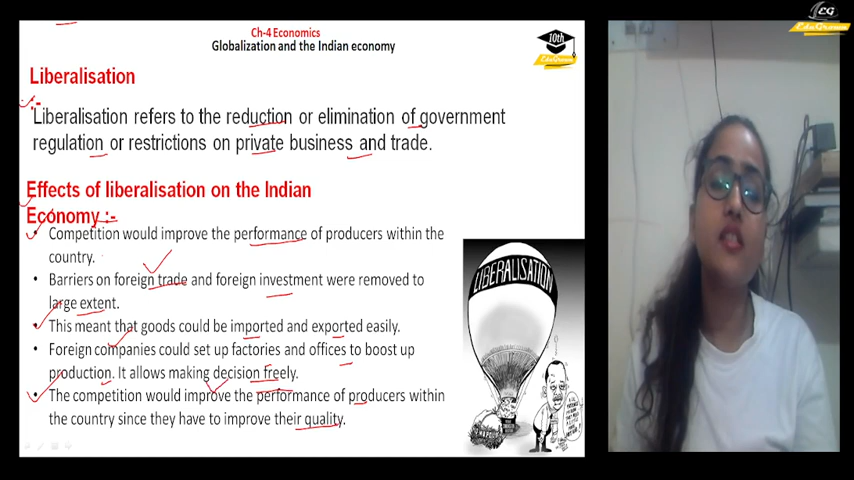 Ch-4 Economics
Globalization and the Indian economy
10th
EduGrown
CG
EduGrown
Liberalisation
:-
Liberalisation refers to the reduction or elimination of government
regulation or restrictions on private business and trade.
Effects of liberalisation on the Indian
Economy :-
• Competition would improve the performance of producers within the
country.
• Barriers on foreign trade and foreign investment were removed to
large extent.
• This meant that goods could be imported and exported easily.
• Foreign companies could set up factories and offices to boost up
production. It allows making decision freely.
• The competition would improve the performance of producers within
the country since they have to improve their quality.
LIBERALISATION